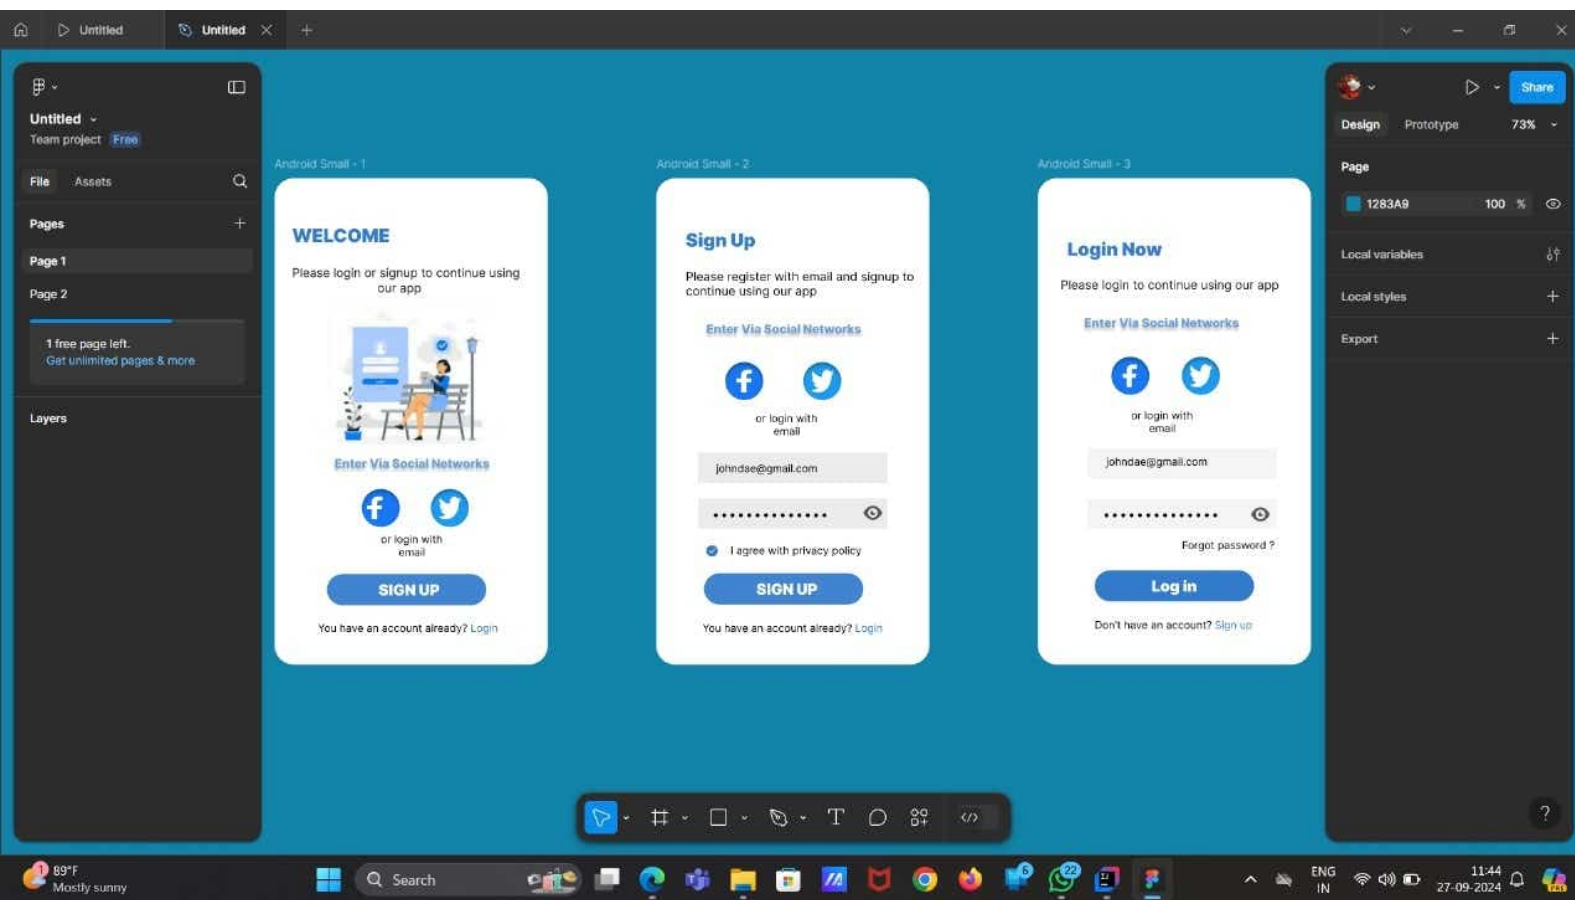 Untitled
Untitled
Untitled
Team project Free
File Assets
Pages
Page 1
Page 2
1 free page left.
Get unlimited pages & more
Layers
Android Small - 1
WELCOME
Please login or signup to continue using
our app
Enter Via Social Networks
or login with
email
SIGN UP
You have an account already? Login
Android Small - 2
Sign Up
Please register with email and signup to
continue using our app
Enter Via Social Networks
or login with
email
johndse@gmail.com
I agree with privacy policy
SIGN UP
You have an account already? Login
Android Small - 3
Login Now
Please login to continue using our app
Enter Via Social Networks
or login with
email
johndae@gmail.com
Forgot password ?
Log in
Don't have an account? Sign up
Share
Design Prototype 73%
Page
1283A9 100 %
Local variables
Local styles
Export
?
1
89°F
Mostly sunny
Search
6
22
ENG
IN
11:44
27-09-2024
PRE